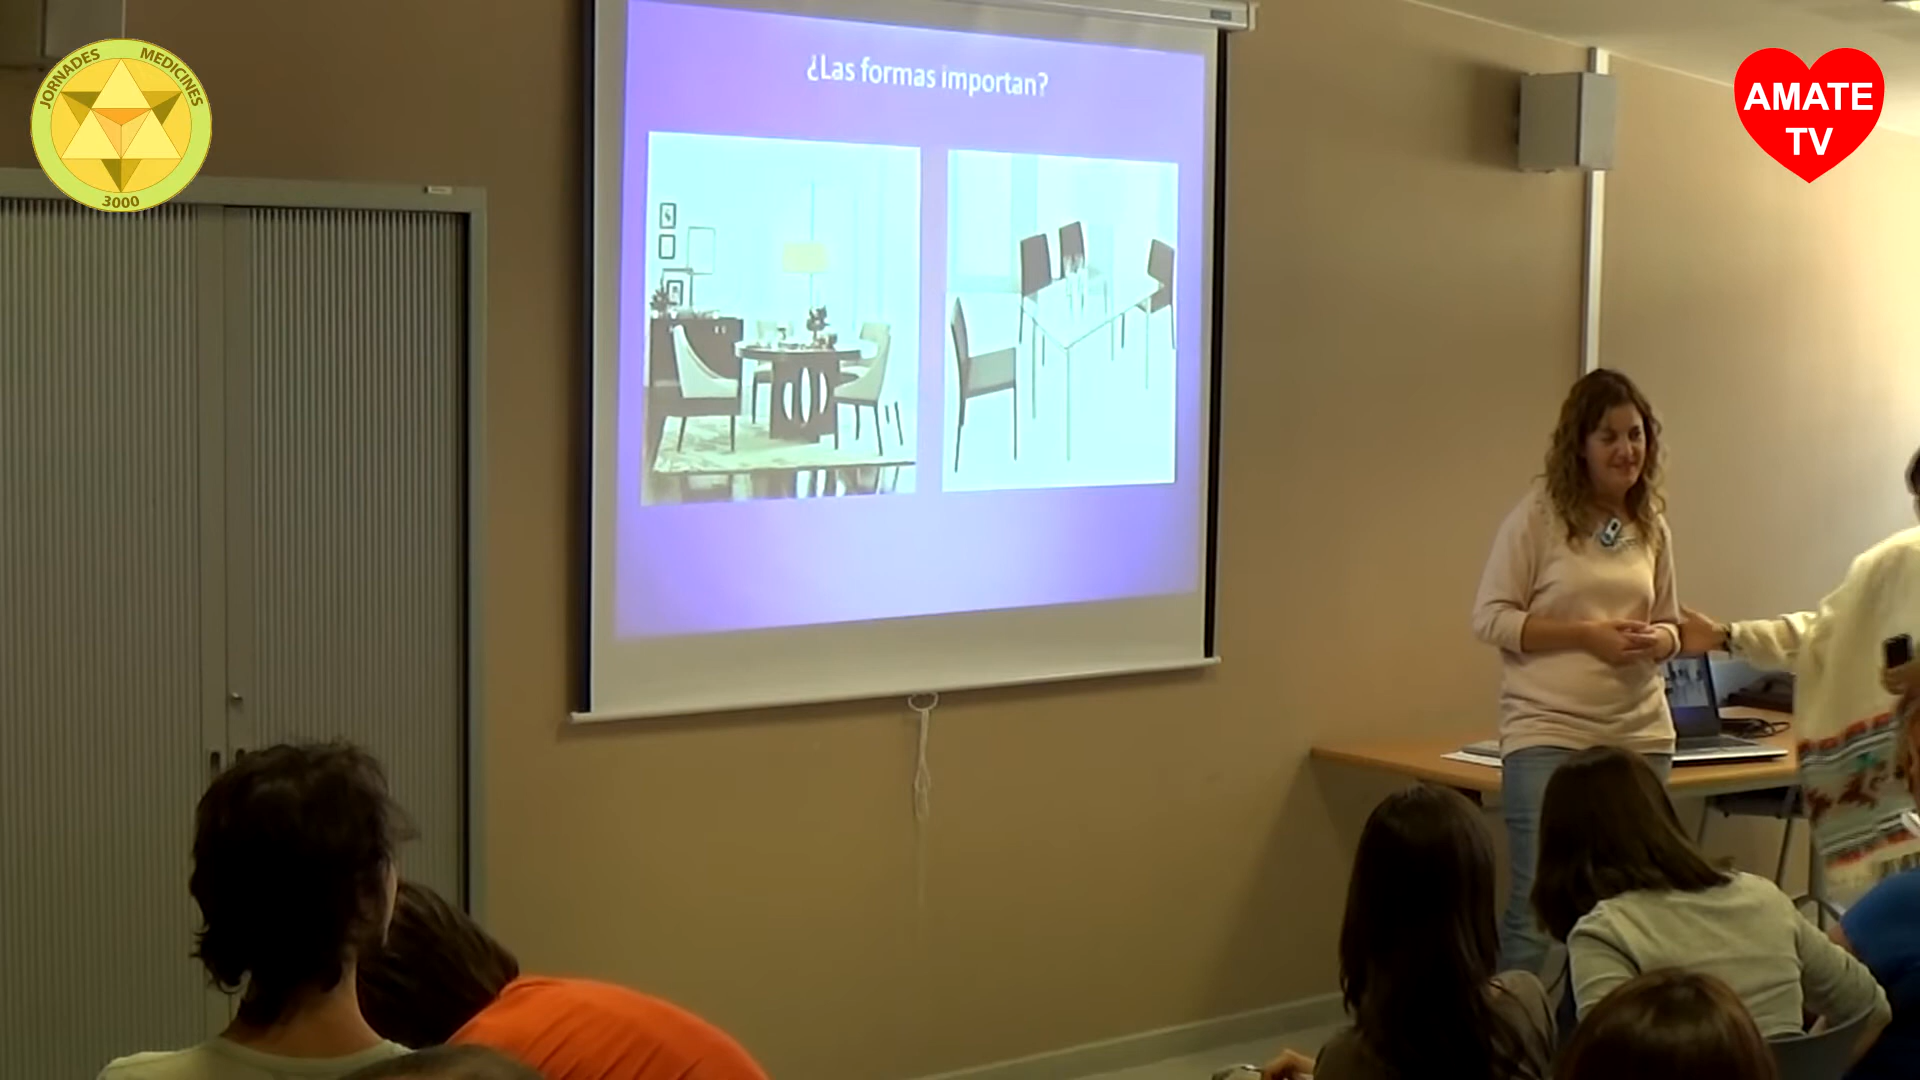 JORNADES MEDICINES
3000
¿Las formas importan?
AMATE
TV